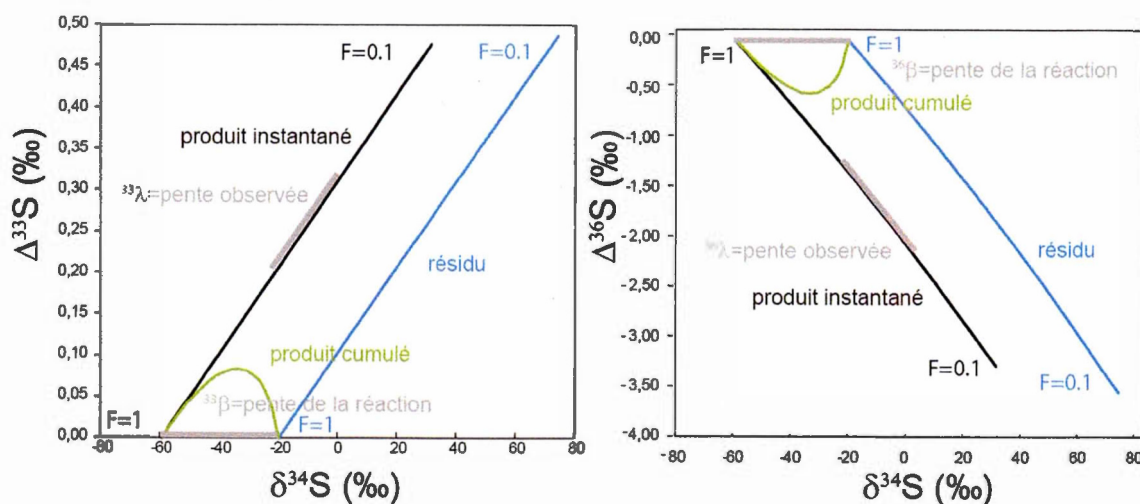 0,50
0,45
0,40
0,35
0,30
0,25
0,20
0,15
0,10
0,05
0,00
Δ³³S (‰)
F=0.1
F=0.1
produit instantané
³³λ=pente observée
résidu
produit cumulé
³³β=pente de la réaction
F=1
F=1
-80 -60 -40 -20 0 20 40 60 80
δ³⁴S (‰)
0,00
-0,50
-1,00
-1,50
-2,00
-2,50
-3,00
-3,50
-4,00
Δ³⁶S (‰)
F=1
F=1
³⁶β=pente de la réaction
produit cumulé
λ=pente observée
résidu
produit instantané
F=0.1
F=0.1
-80 -60 -40 -20 0 20 40 60 80
δ³⁴S (‰)